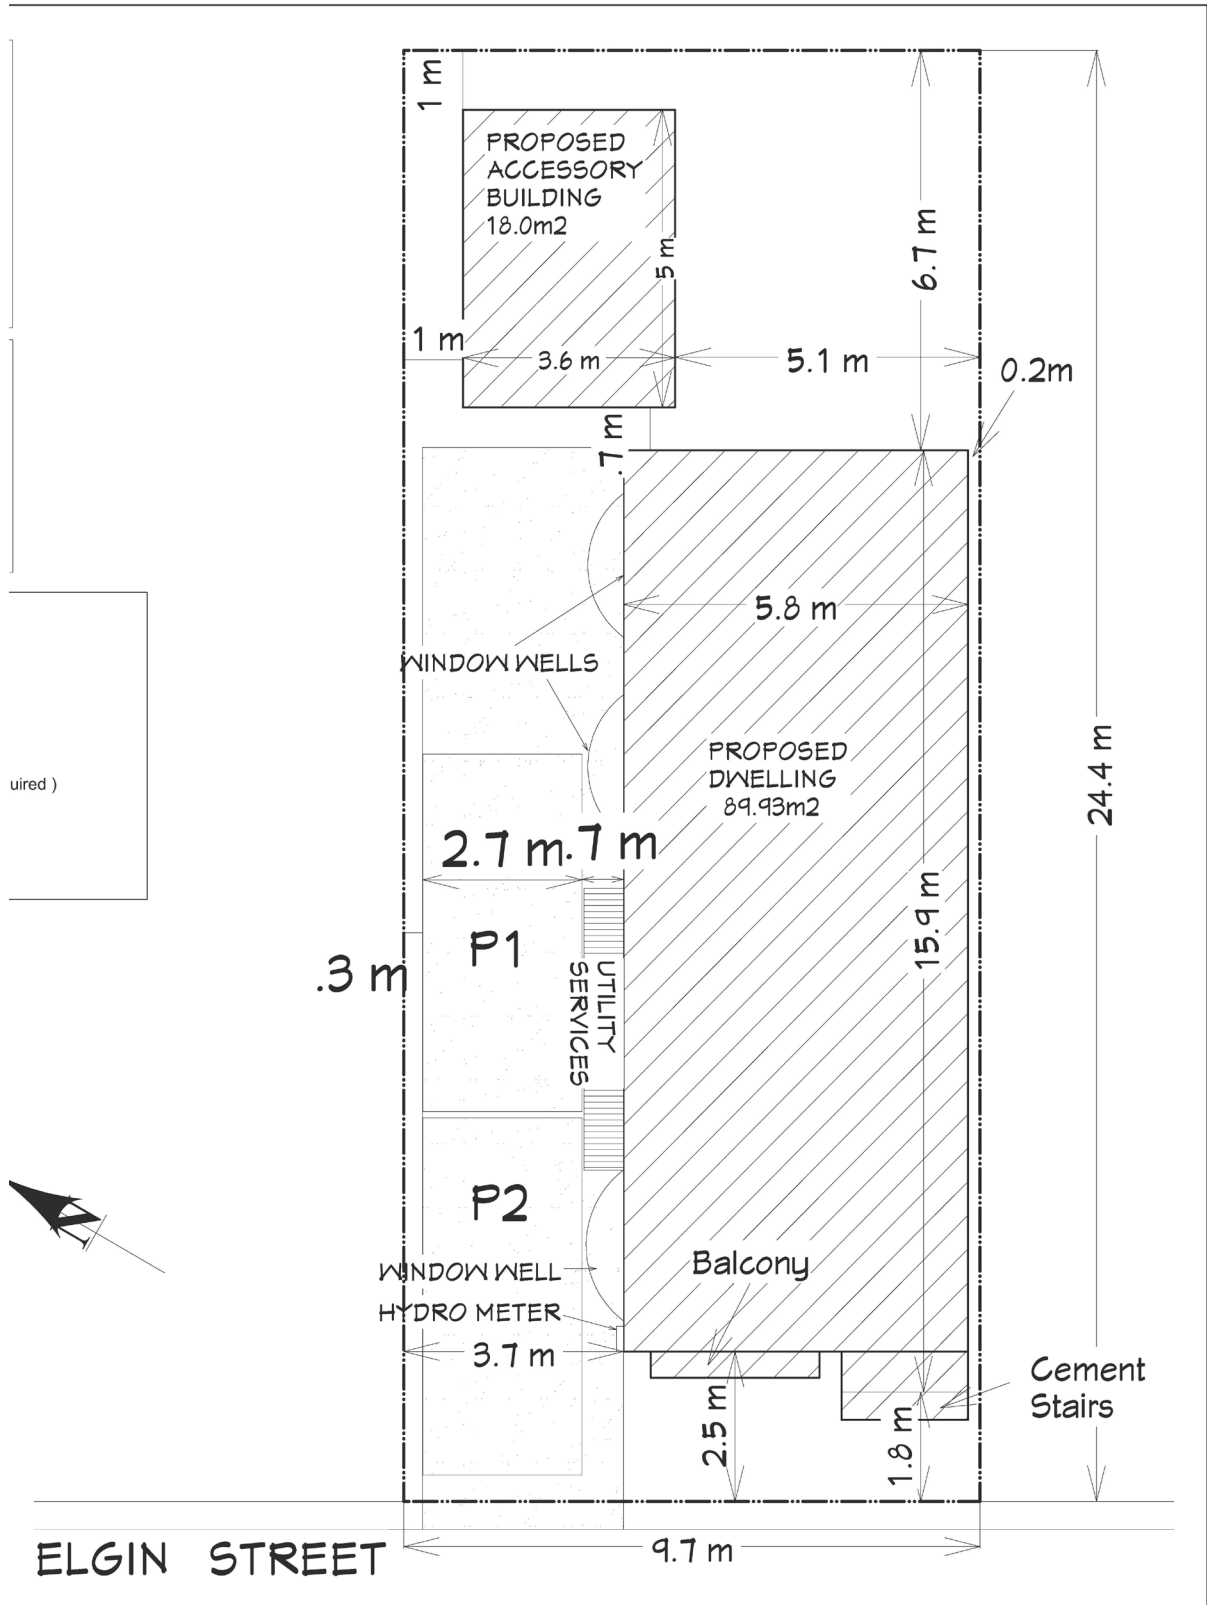 1 m
PROPOSED
ACCESSORY
BUILDING
18.0m2
5 m
6.7 m
1 m
3.6 m
5.1 m
0.2m
.7 m
5.8 m
WINDOW WELLS
PROPOSED
DWELLING
89.93m2
24.4 m
uired )
2.7 m
.7 m
15.9 m
P1
.3 m
UTILITY
SERVICES
P2
N
WINDOW WELL
HYDRO METER
Balcony
3.7 m
Cement
Stairs
2.5 m
1.8 m
9.7 m
ELGIN STREET